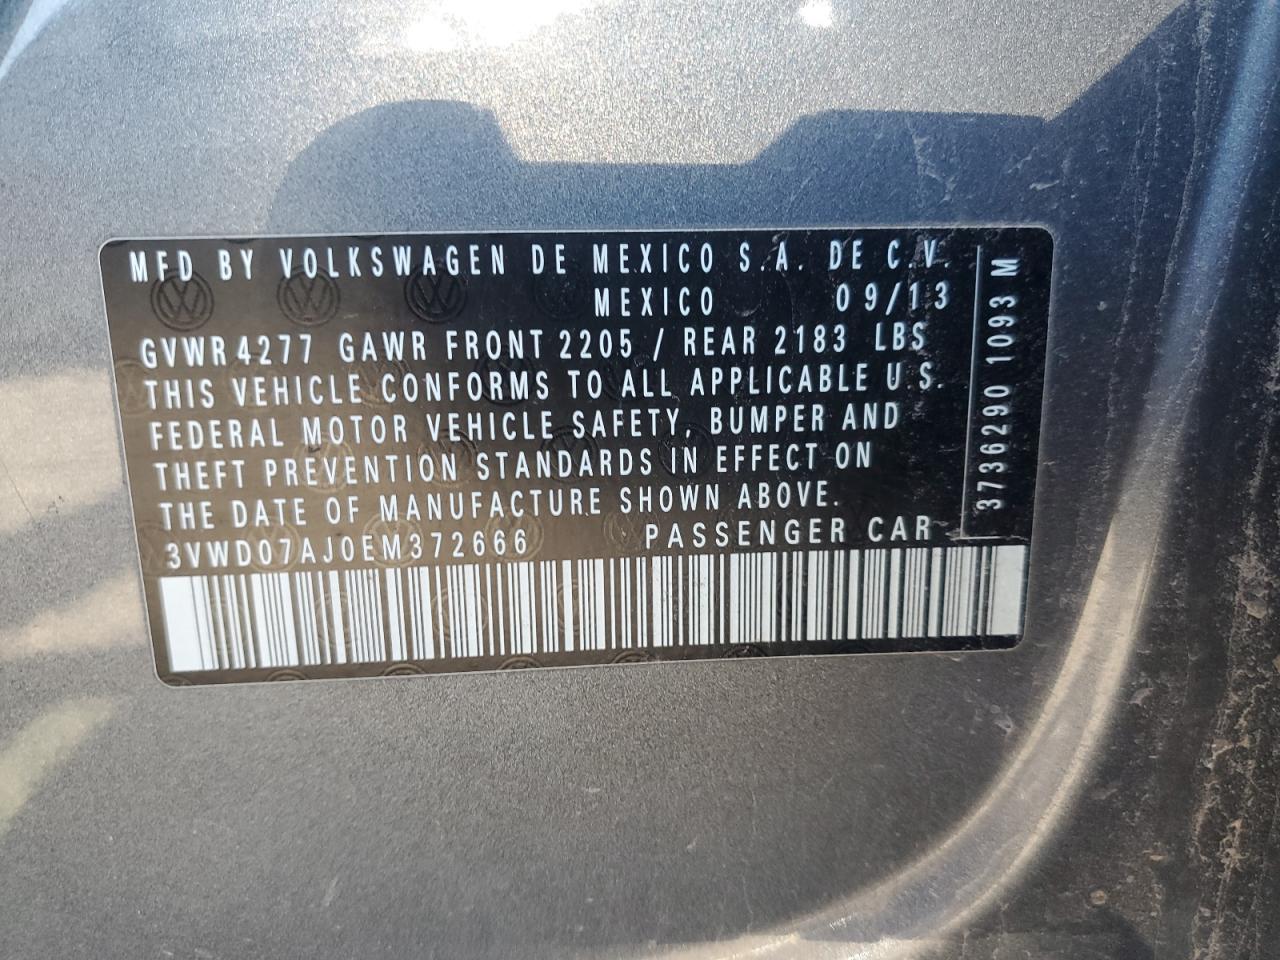 MFD BY VOLKSWAGEN DE MEXICO S.A. DE C.V.
MEXICO 09/13
GVWR 4277 GAWR FRONT 2205 / REAR 2183 LBS
THIS VEHICLE CONFORMS TO ALL APPLICABLE U.S.
FEDERAL MOTOR VEHICLE SAFETY, BUMPER AND
THEFT PREVENTION STANDARDS IN EFFECT ON
THE DATE OF MANUFACTURE SHOWN ABOVE.
3VWD07AJ0EM372666 PASSENGER CAR
3736290 1093 M